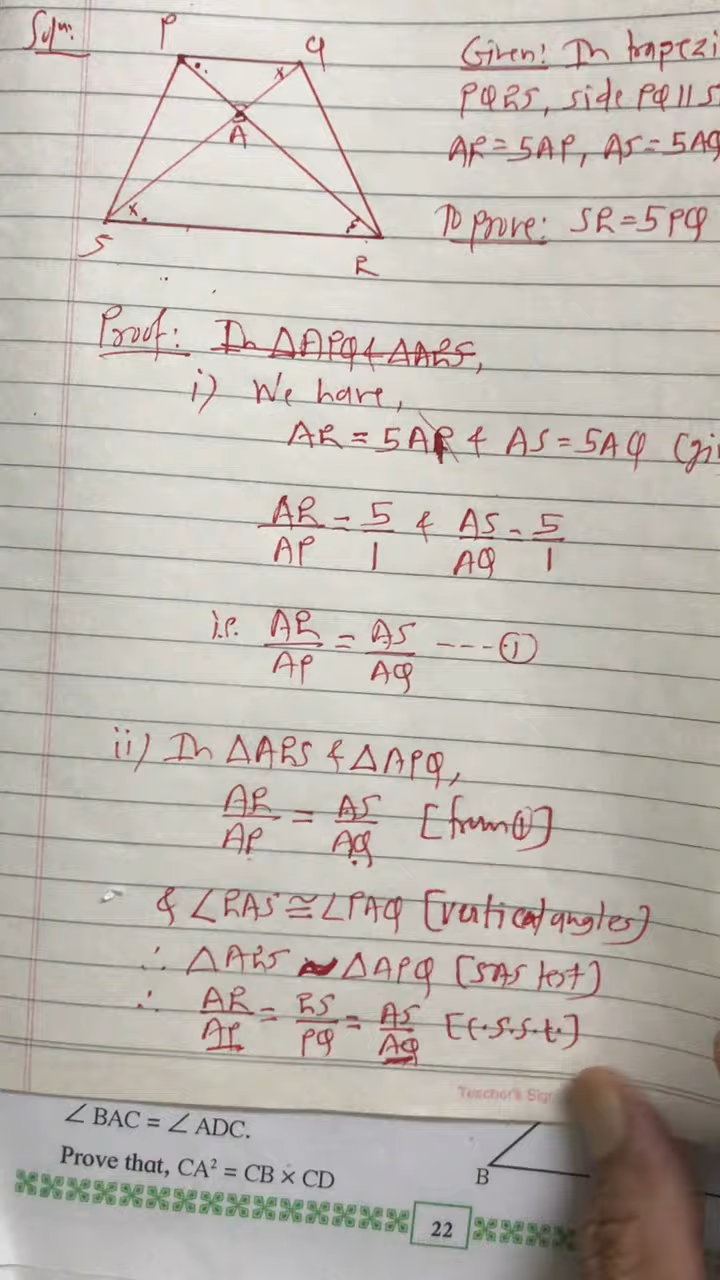 Soln:
P
Q
x
A
x
S
R
Given: In trapezi
PQRS, side PQ || S
AR = 5AP, AS = 5AQ
To prove: SR = 5PQ
Proof: In ΔAPQ & ΔARS,
i) We have,
AR = 5AP & AS = 5AQ (gi
AR/AP = 5/1 & AS/AQ = 5/1
i.e. AR/AP = AS/AQ ---- ①
ii) In ΔARS & ΔAPQ,
AR/AP = AS/AQ [from ①]
& ∠RAS ≅ ∠PAQ [vertical angles]
∴ ΔARS ~ ΔAPQ [SAS test]
∴ AR/AP = RS/PQ = AS/AQ [c.s.s.t.]
Teacher's Sign
∠ BAC = ∠ ADC.
Prove that, CA² = CB × CD
B
22